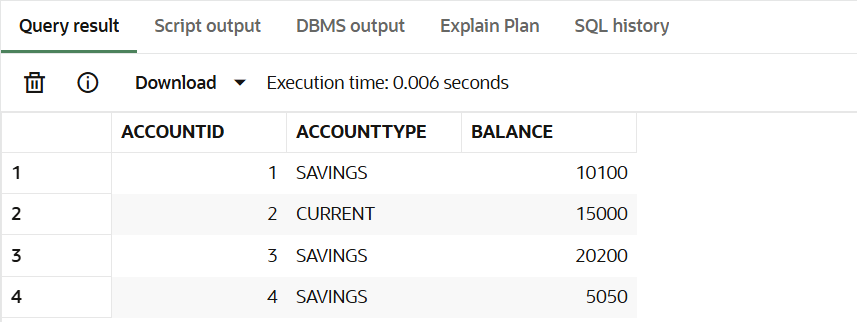 Query result Script output DBMS output Explain Plan SQL history
Download Execution time: 0.006 seconds
ACCOUNTID ACCOUNTTYPE BALANCE
1 1 SAVINGS 10100
2 2 CURRENT 15000
3 3 SAVINGS 20200
4 4 SAVINGS 5050